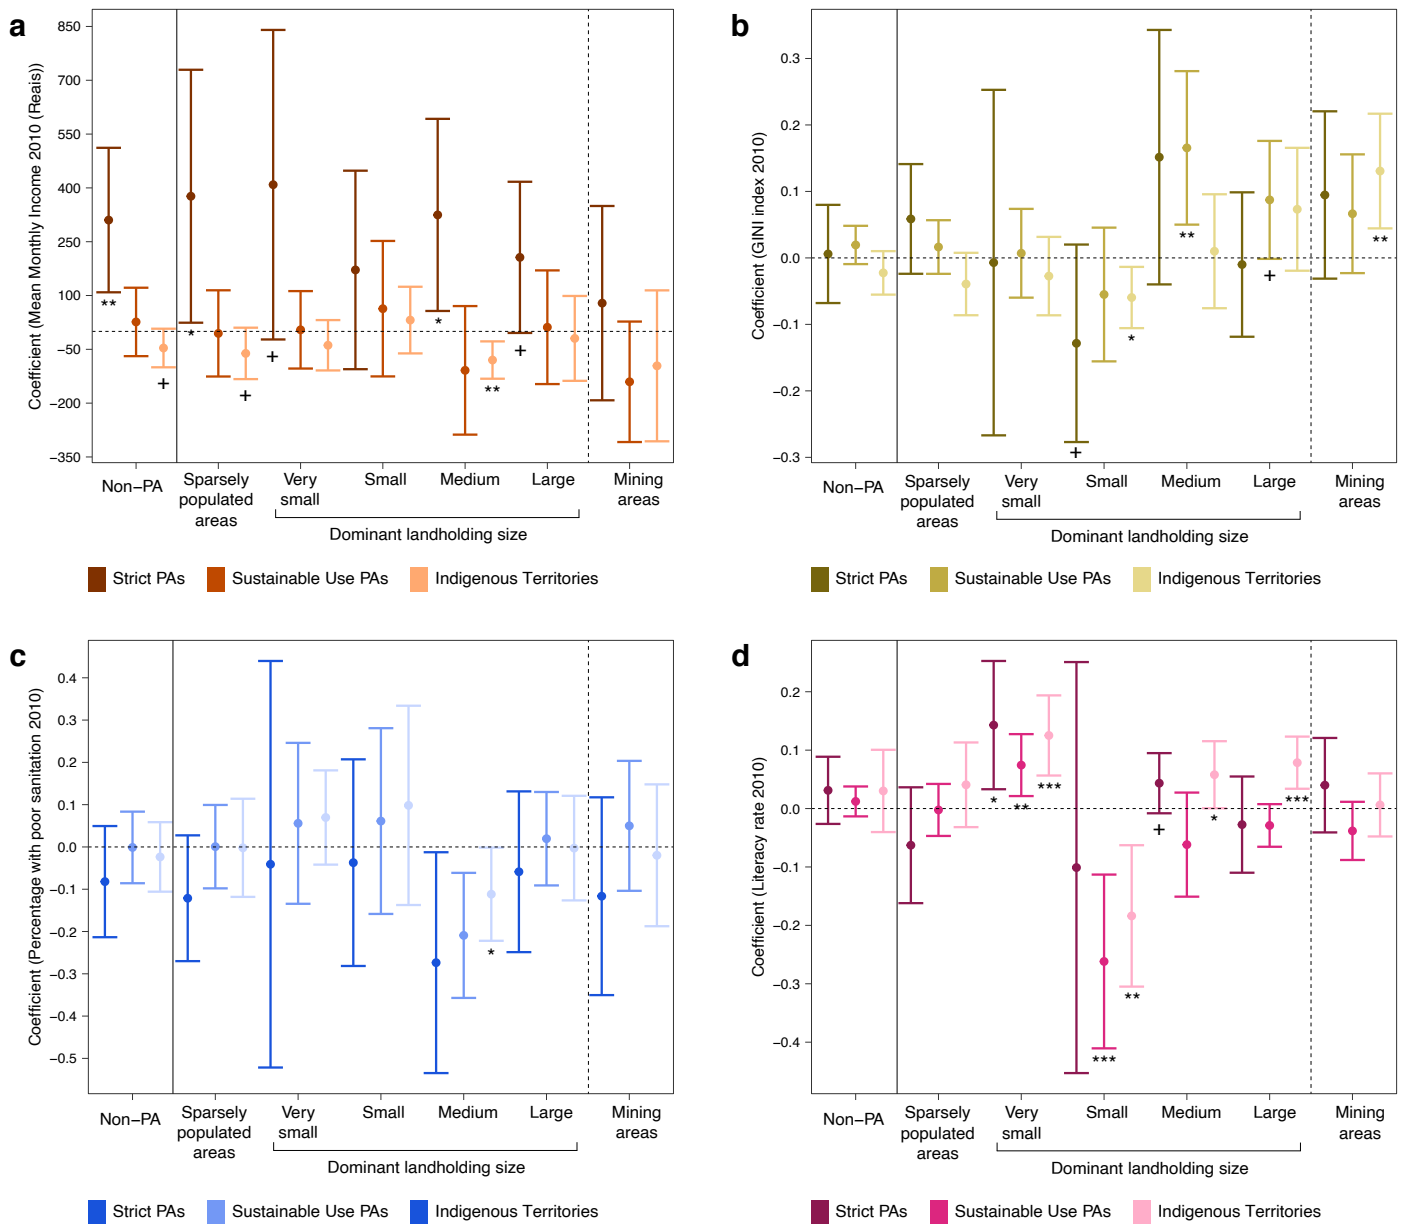 a
Coefficient (Mean Monthly Income 2010 (Reais))
850
700
550
400
250
100
−50
−200
−350
**
+
*
+
+
*
**
+
Non−PA
Sparsely
populated
areas
Very
small
Small
Medium
Large
Mining
areas
Dominant landholding size
Strict PAs
Sustainable Use PAs
Indigenous Territories
b
Coefficient (GINI index 2010)
0.3
0.2
0.1
0.0
−0.1
−0.2
−0.3
+
*
**
+
**
Non−PA
Sparsely
populated
areas
Very
small
Small
Medium
Large
Mining
areas
Dominant landholding size
Strict PAs
Sustainable Use PAs
Indigenous Territories
c
Coefficient (Percentage with poor sanitation 2010)
0.4
0.3
0.2
0.1
0.0
−0.1
−0.2
−0.3
−0.4
−0.5
*
Non−PA
Sparsely
populated
areas
Very
small
Small
Medium
Large
Mining
areas
Dominant landholding size
Strict PAs
Sustainable Use PAs
Indigenous Territories
d
Coefficient (Literacy rate 2010)
0.2
0.1
0.0
−0.1
−0.2
−0.3
−0.4
*
**
***
***
**
+
*
***
Non−PA
Sparsely
populated
areas
Very
small
Small
Medium
Large
Mining
areas
Dominant landholding size
Strict PAs
Sustainable Use PAs
Indigenous Territories